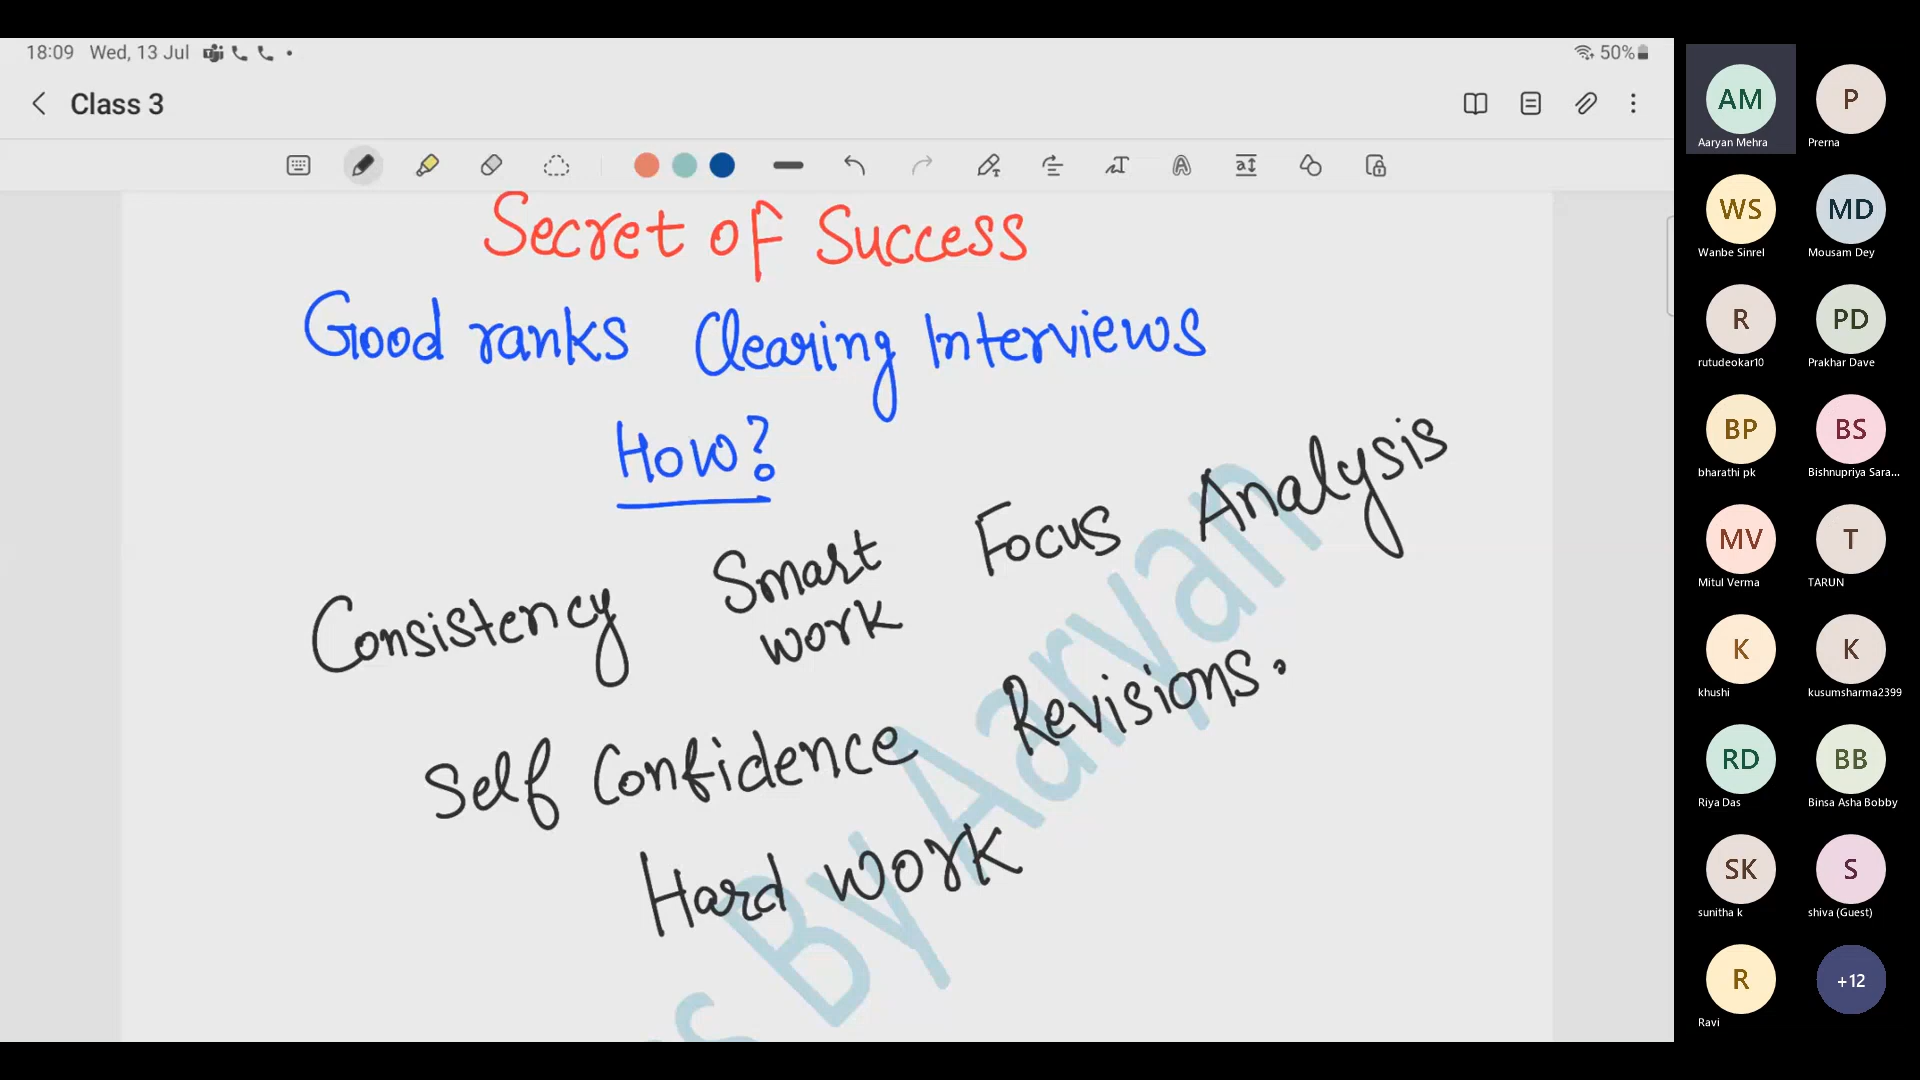 18:09 Wed, 13 Jul
50%
Class 3
Secret of Success
Good ranks Clearing Interviews
How?
Consistency Smart work Focus Analysis
Self Confidence Revisions.
Hard work
By Aaryan
AM
Aaryan Mehra
P
Prerna
WS
Wanbe Sinrel
MD
Mousam Dey
R
rutudeokar10
PD
Prakhar Dave
BP
bharathi pk
BS
Bishnupriya Sara...
MV
Mitul Verma
T
TARUN
K
khushi
K
kusumsharma2399
RD
Riya Das
BB
Binsa Asha Bobby
SK
sunitha k
S
shiva (Guest)
R
Ravi
+12